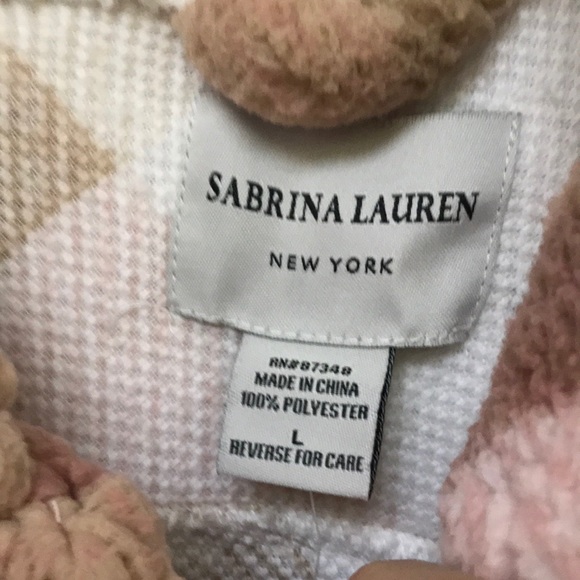 SABRINA LAUREN
NEW YORK
RN#87348
MADE IN CHINA
100% POLYESTER
L
REVERSE FOR CARE